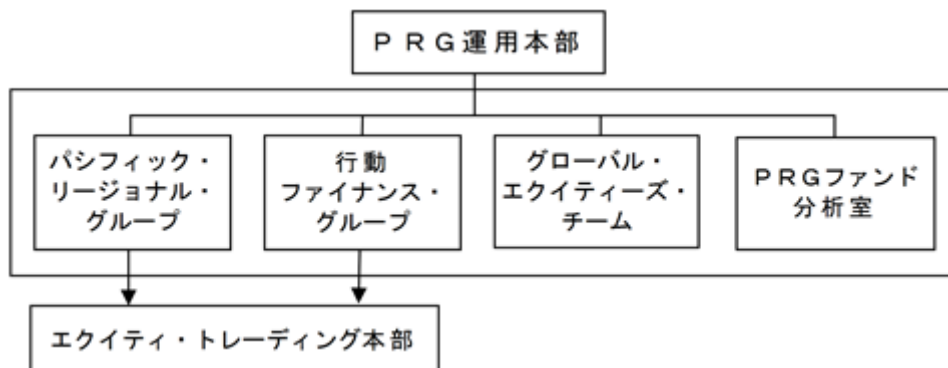 PRG運用本部
パシフィック・
リージョナル・
グループ
行動
ファイナンス・
グループ
グローバル・
エクイティーズ・
チーム
PRGファンド
分析室
エクイティ・トレーディング本部